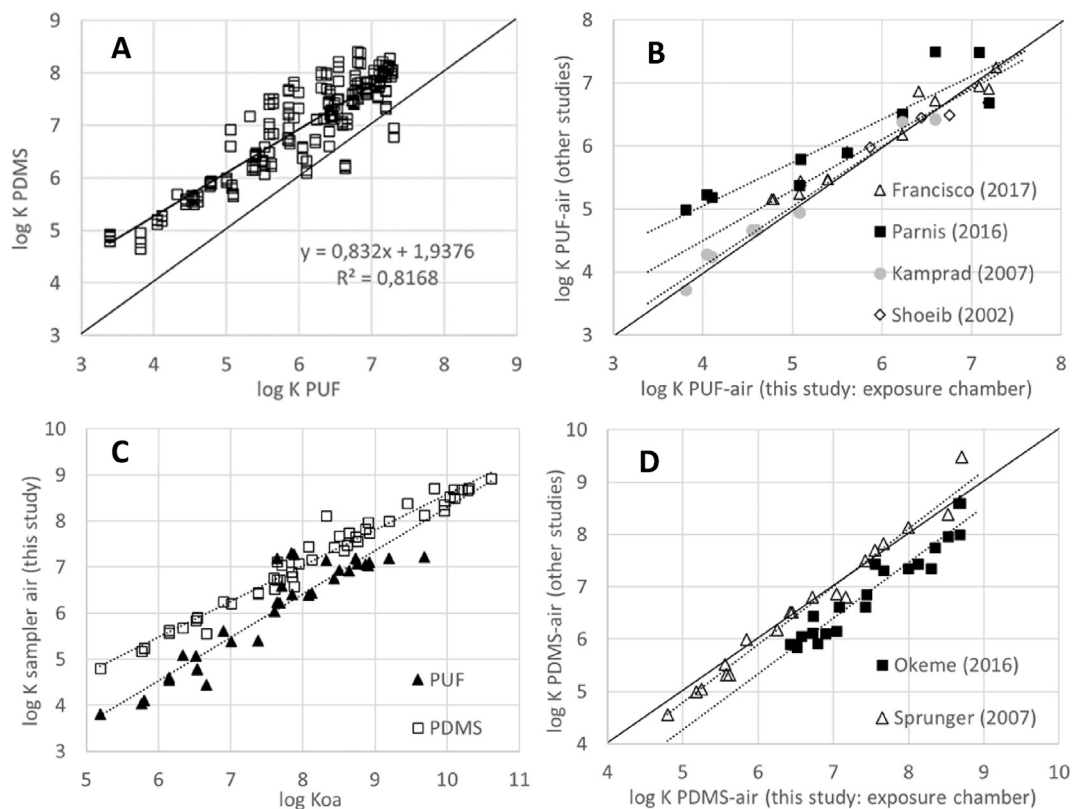 A
log K PDMS
9
8
7
6
5
4
3
y = 0,832x + 1,9376
R² = 0,8168
3 4 5 6 7 8 9
log K PUF
B
log K PUF-air (other studies)
8
7
6
5
4
3
Francisco (2017)
Parnis (2016)
Kamprad (2007)
Shoeib (2002)
3 4 5 6 7 8
log K PUF-air (this study: exposure chamber)
C
log K sampler air (this study)
10
9
8
7
6
5
4
3
PUF
PDMS
5 6 7 8 9 10 11
log Koa
D
log K PDMS-air (other studies)
10
9
8
7
6
5
4
Okeme (2016)
Sprunger (2007)
4 5 6 7 8 9 10
log K PDMS-air (this study: exposure chamber)